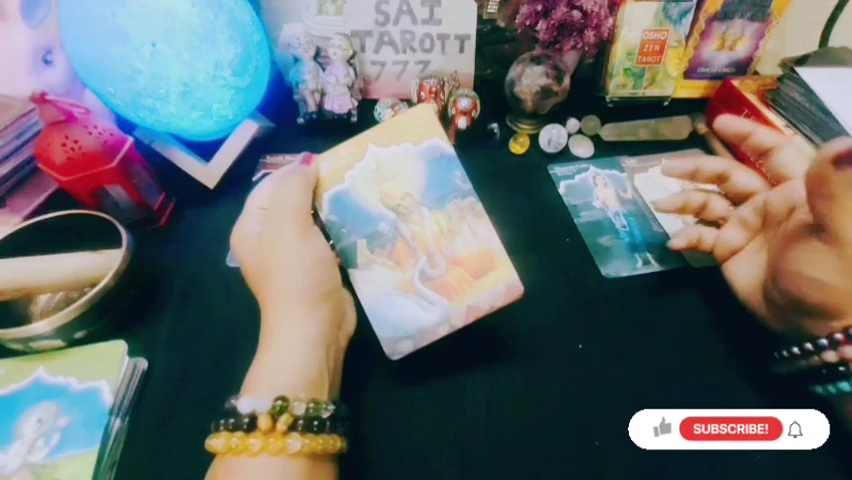 SAI
TAROTT
777
OSHO
ZEN
TAROT
SUBSCRIBE!